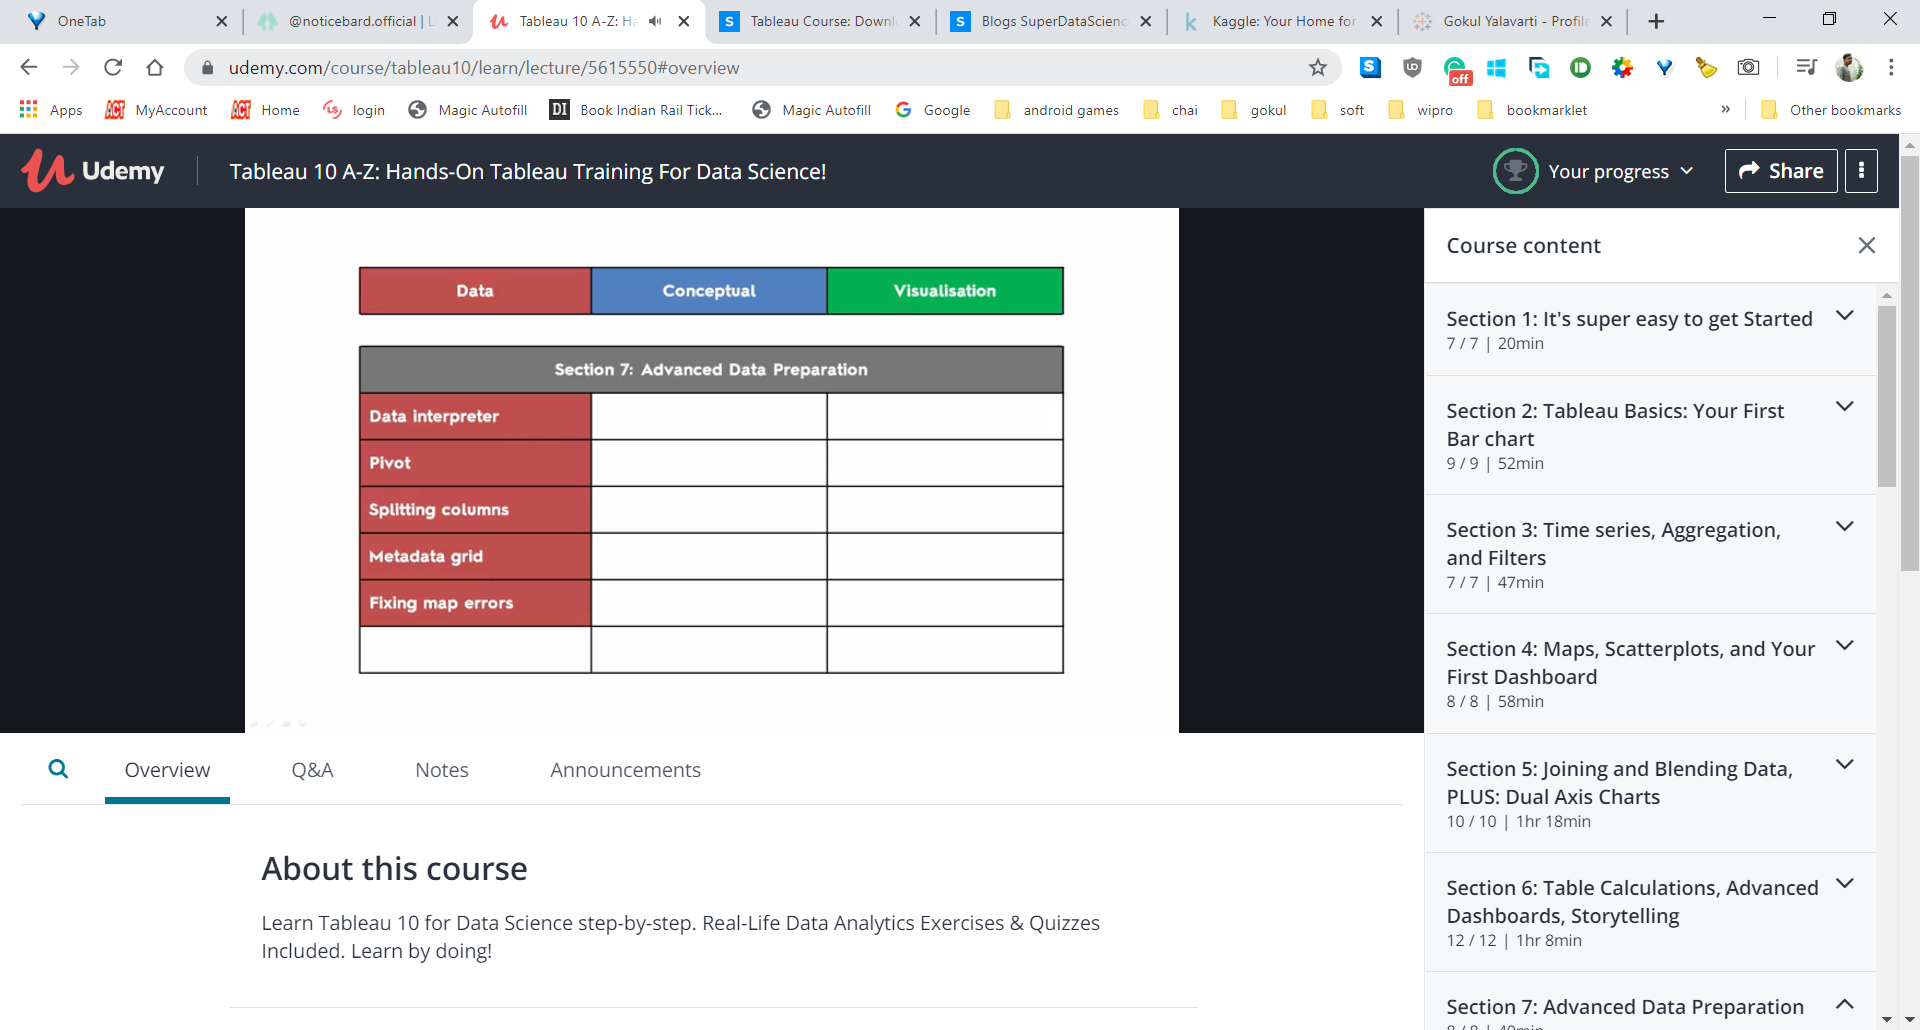 OneTab
@noticebard.official | L
Tableau 10 A-Z: Ha
Tableau Course: Downl
Blogs SuperDataScienc
Kaggle: Your Home for
Gokul Yalavarti - Profile
udemy.com/course/tableau10/learn/lecture/5615550#overview
off
Apps
MyAccount
Home
login
Magic Autofill
Book Indian Rail Tick...
Magic Autofill
Google
android games
chai
gokul
soft
wipro
bookmarklet
»
Other bookmarks
Udemy
Tableau 10 A-Z: Hands-On Tableau Training For Data Science!
Your progress
Share
Data
Conceptual
Visualisation
Section 7: Advanced Data Preparation
Data interpreter
Pivot
Splitting columns
Metadata grid
Fixing map errors
Course content
Section 1: It's super easy to get Started
7 / 7 | 20min
Section 2: Tableau Basics: Your First
Bar chart
9 / 9 | 52min
Section 3: Time series, Aggregation,
and Filters
7 / 7 | 47min
Section 4: Maps, Scatterplots, and Your
First Dashboard
8 / 8 | 58min
Section 5: Joining and Blending Data,
PLUS: Dual Axis Charts
10 / 10 | 1hr 18min
Section 6: Table Calculations, Advanced
Dashboards, Storytelling
12 / 12 | 1hr 8min
Section 7: Advanced Data Preparation
Overview
Q&A
Notes
Announcements
About this course
Learn Tableau 10 for Data Science step-by-step. Real-Life Data Analytics Exercises & Quizzes
Included. Learn by doing!